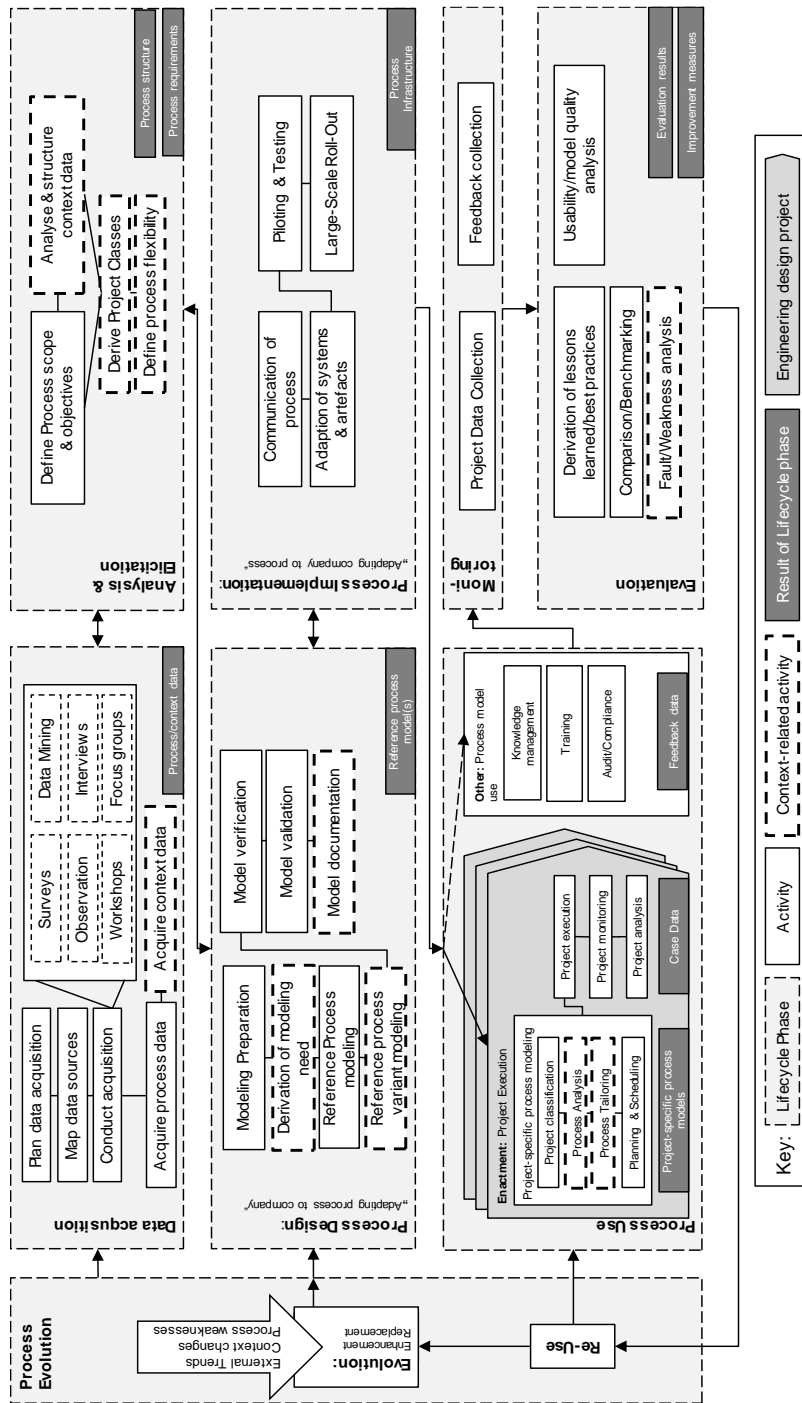 Process
Evolution
External Trends
Context changes
Process weaknesses
Evolution:
Enhancement
Replacement
Re-Use
Data acqusition
Plan data acquisition
Map data sources
Conduct acquisition
Acquire process data
Acquire context data
Surveys
Observation
Workshops
Data Mining
Interviews
Focus groups
Process/context data
Analysis &
Elicitation
Define Process scope
& objectives
Analyse & structure
context data
Derive Project Classes
Define process flexibility
Process structure
Process requirements
Process Design:
„Adapting process to company“
Modeling Preparation
Derivation of modeling
need
Reference Process
modeling
Reference process
variant modeling
Model verification
Model validation
Model documentation
Reference process
model(s)
Process Implementation:
„Adapting company to process“
Communication of
process
Adaption of systems
& artefacts
Piloting & Testing
Large-Scale Roll-Out
Process
Infrastructure
Process Use
Enactment: Project Execution
Project-specific process modeling
Project classification
Process Analysis
Process Tailoring
Planning & Scheduling
Project-specific process
models
Project execution
Project monitoring
Project analysis
Case Data
Other: Process model
use
Knowledge
management
Training
Audit/Compliance
Feedback data
Moni-
toring
Project Data Collection
Feedback collection
Evaluation
Derivation of lessons
learned/best practices
Comparison/Benchmarking
Fault/Weakness analysis
Usability/model quality
analysis
Evaluation results
Improvement measures
Key:
Lifecycle Phase
Activity
Context-related activity
Result of Lifecycle phase
Engineering design project